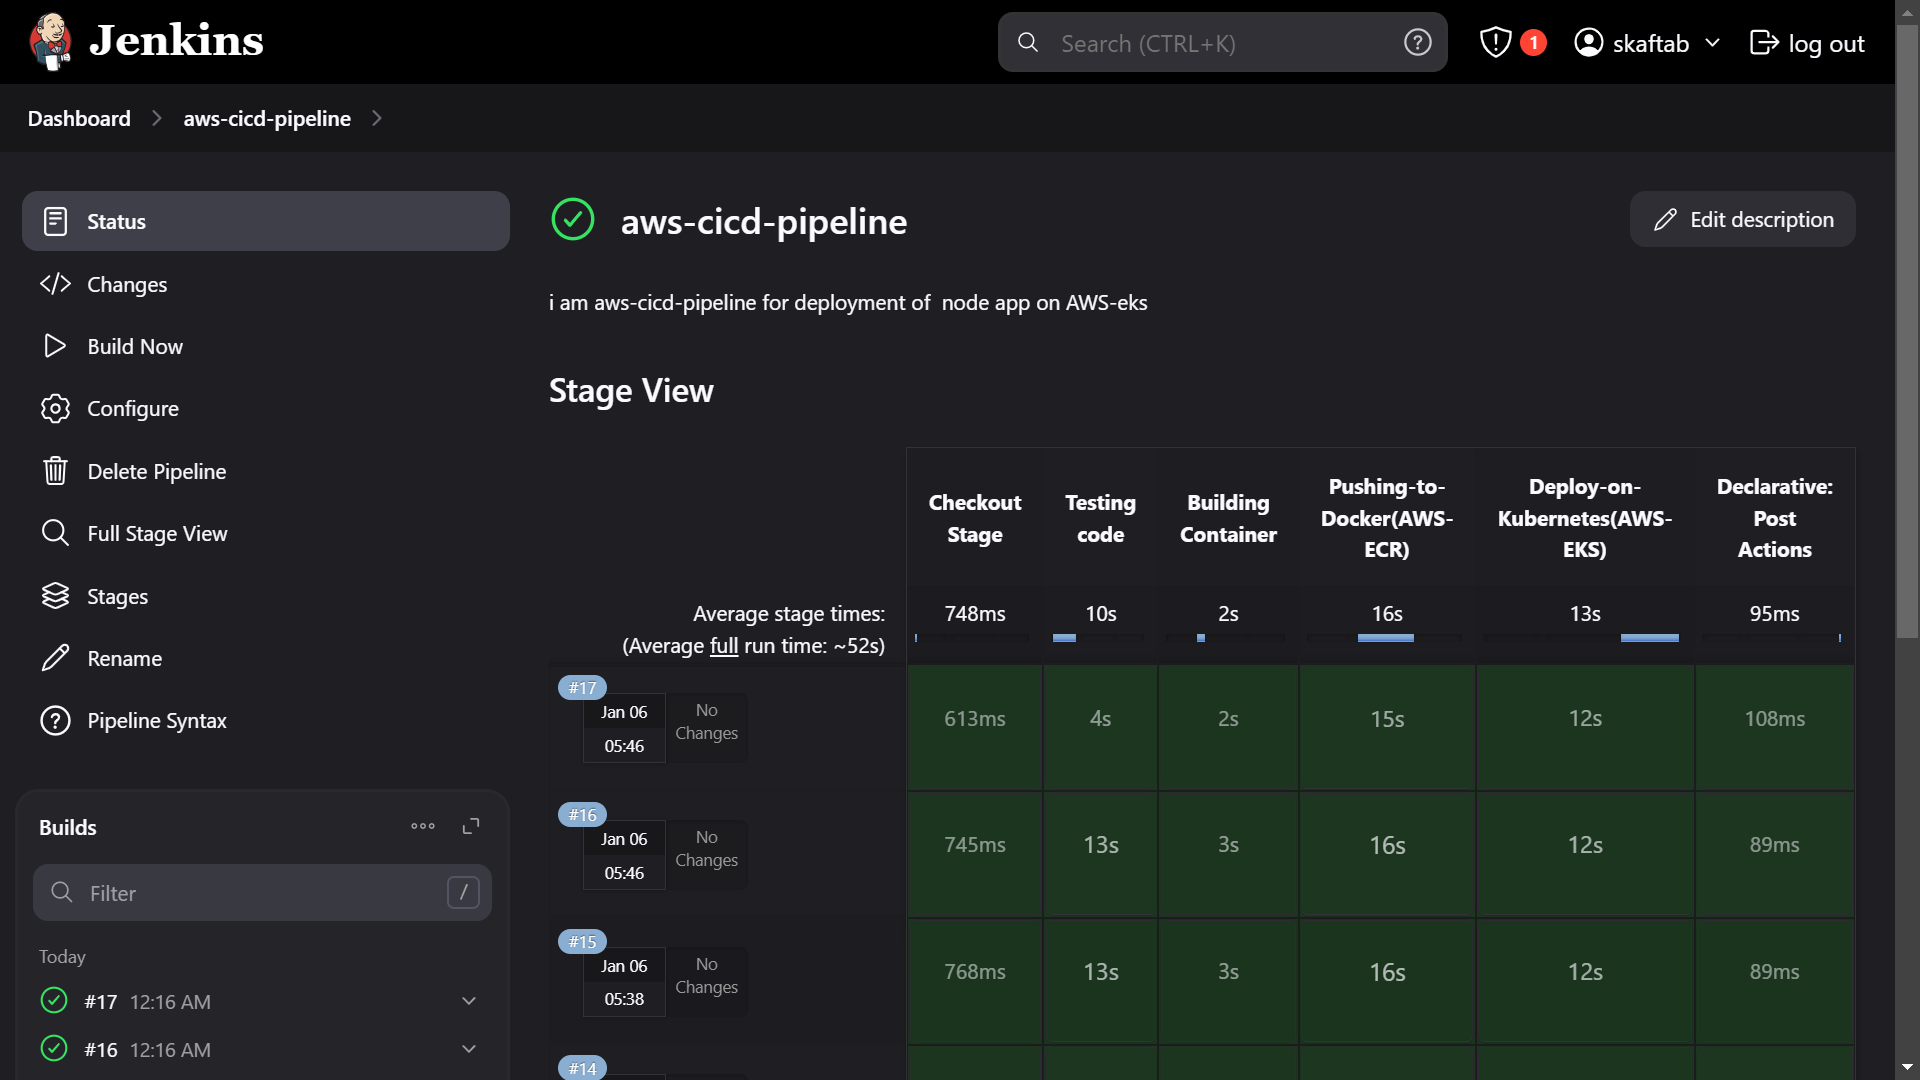 Jenkins
Search (CTRL+K)
?
1
skaftab
log out
Dashboard
aws-cicd-pipeline
Status
Changes
Build Now
Configure
Delete Pipeline
Full Stage View
Stages
Rename
Pipeline Syntax
Builds
Filter
/
Today
#17 12:16 AM
#16 12:16 AM
aws-cicd-pipeline
Edit description
i am aws-cicd-pipeline for deployment of  node app on AWS-eks
Stage View
Checkout
Stage
Testing
code
Building
Container
Pushing-to-
Docker(AWS-
ECR)
Deploy-on-
Kubernetes(AWS-
EKS)
Declarative:
Post
Actions
Average stage times:
(Average full run time: ~52s)
748ms 10s 2s 16s 13s 95ms
#17
Jan 06
05:46
No
Changes
613ms 4s 2s 15s 12s 108ms
#16
Jan 06
05:46
No
Changes
745ms 13s 3s 16s 12s 89ms
#15
Jan 06
05:38
No
Changes
768ms 13s 3s 16s 12s 89ms
#14